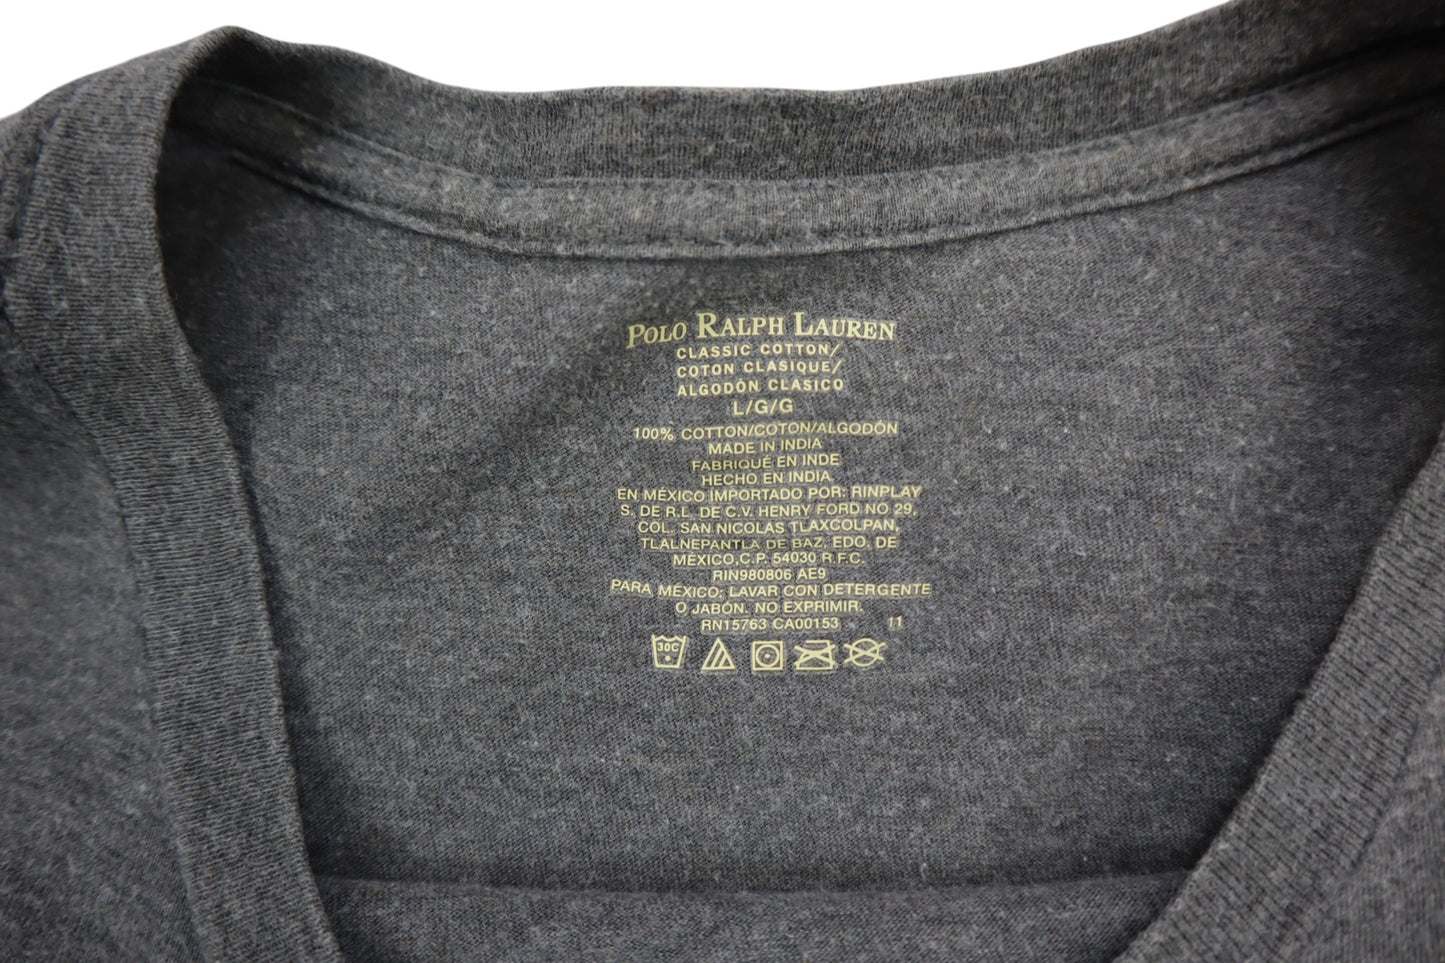 POLO RALPH LAUREN
CLASSIC COTTON/
COTON CLASIQUE/
ALGODÓN CLASICO
L/G/G
100% COTTON/COTON/ALGODÓN
MADE IN INDIA
FABRIQUÉ EN INDE
HECHO EN INDIA
EN MÉXICO IMPORTADO POR: RINPLAY
S. DE R.L. DE C.V. HENRY FORD NO 29,
COL. SAN NICOLAS TLAXCOLPAN,
TLALNEPANTLA DE BAZ, EDO. DE
MÉXICO,C.P. 54030 R.F.C.
RIN980806 AE9
PARA MÉXICO; LAVAR CON DETERGENTE
O JABÓN. NO EXPRIMIR.
RN15763 CA00153 11
30C